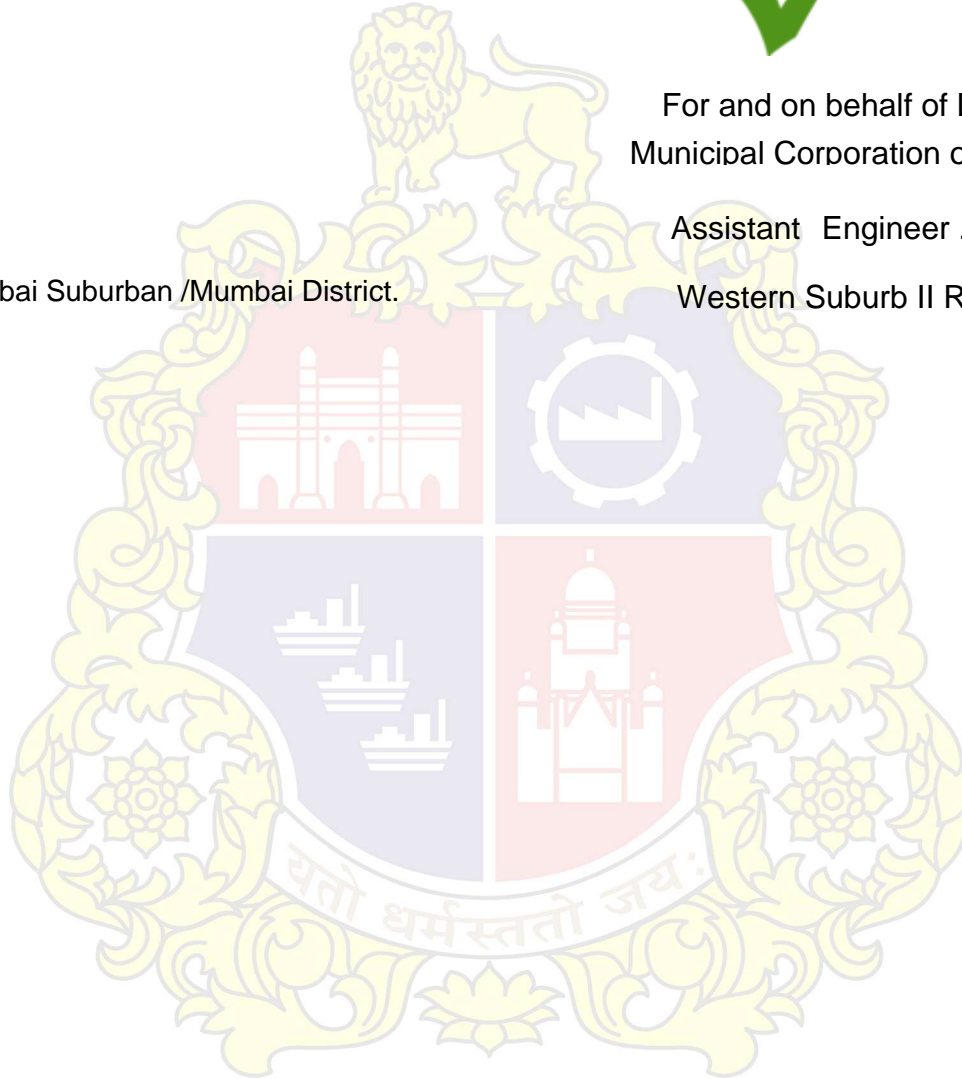 For and on behalf of
Municipal Corporation
Assistant Engineer .
bai Suburban /Mumbai District.
Western Suburb II R
यतो धर्मस्ततो जय: